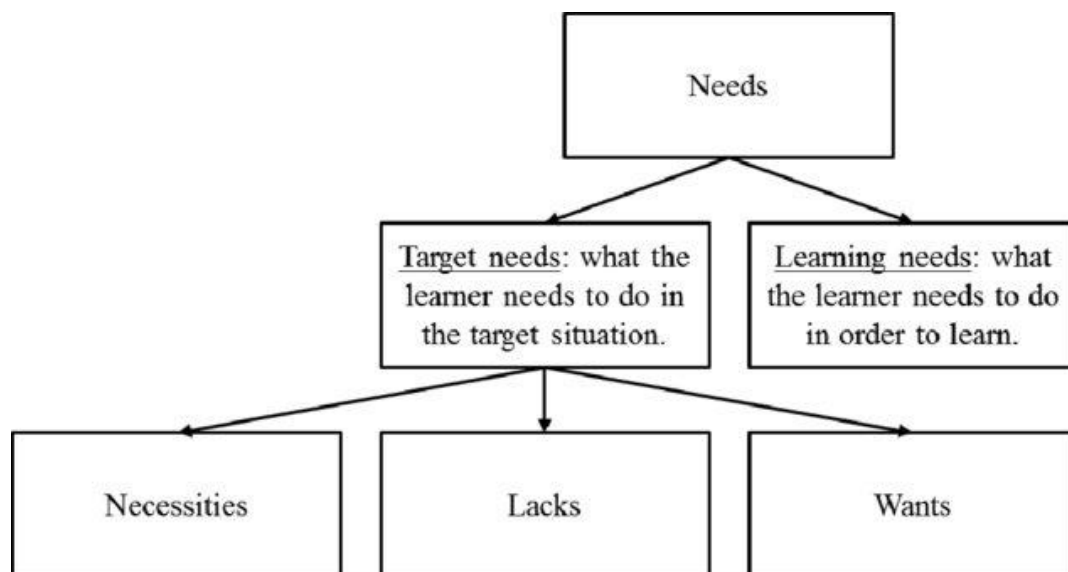 Needs
Target needs: what the
learner needs to do in
the target situation.
Learning needs: what
the learner needs to do
in order to learn.
Necessities
Lacks
Wants